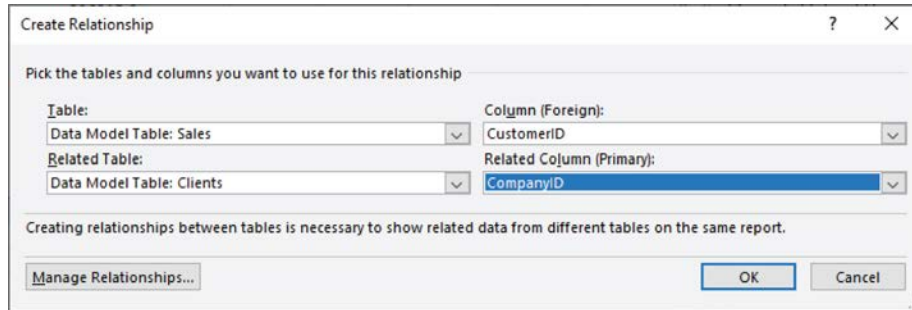 Create Relationship ? ×
Pick the tables and columns you want to use for this relationship
Table: Column (Foreign):
Data Model Table: Sales CustomerID
Related Table: Related Column (Primary):
Data Model Table: Clients CompanyID
Creating relationships between tables is necessary to show related data from different tables on the same report.
Manage Relationships... OK Cancel